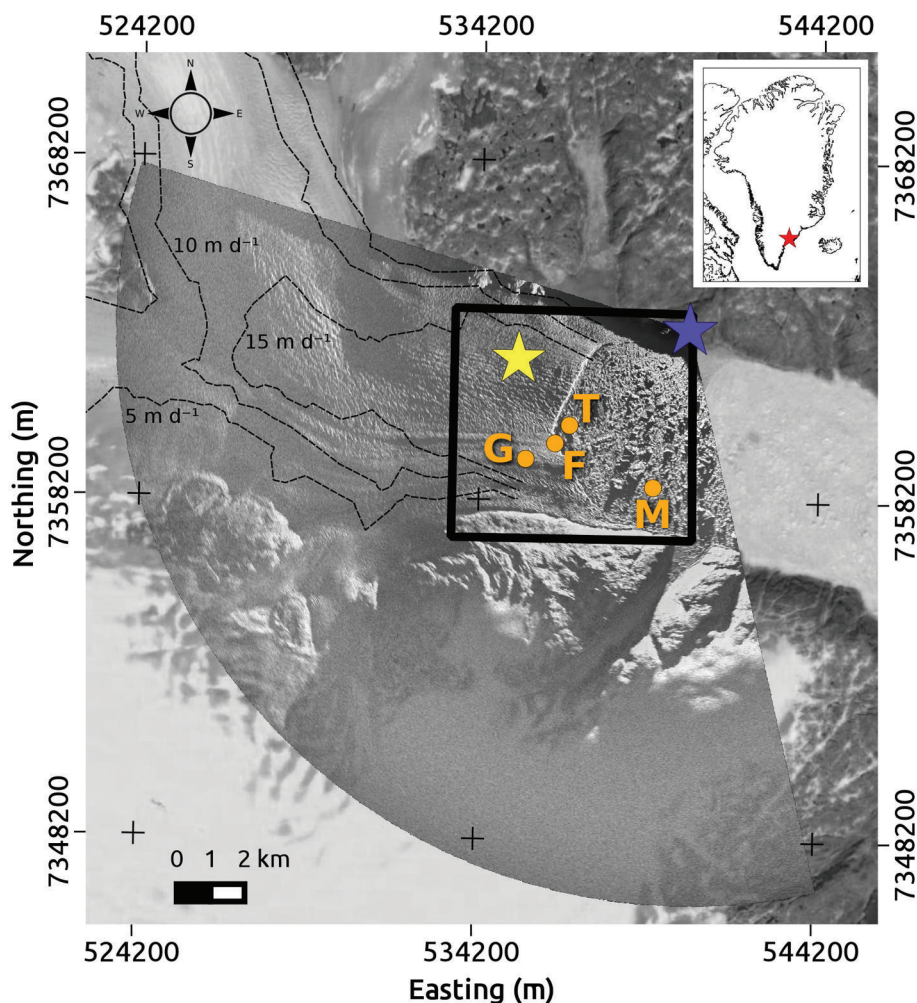 524200 534200 544200
N
W E
S
7368200 7368200
10 m d⁻¹
15 m d⁻¹
5 m d⁻¹
T
G F
M
Northing (m)
7358200 7358200
0 1 2 km
7348200 7348200
524200 534200 544200
Easting (m)